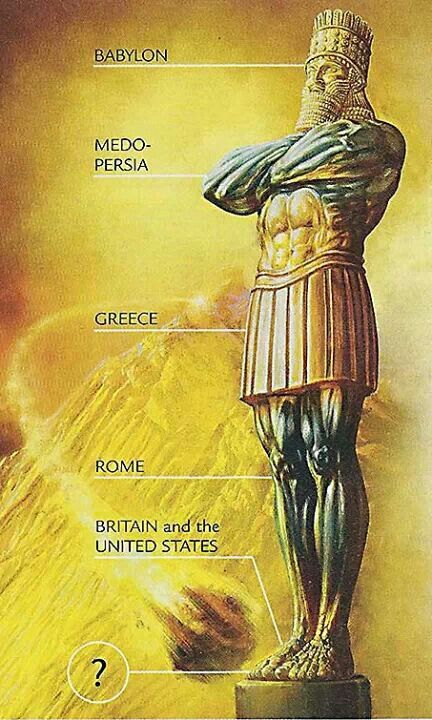 BABYLON
MEDO-
PERSIA
GREECE
ROME
BRITAIN and the
UNITED STATES
?